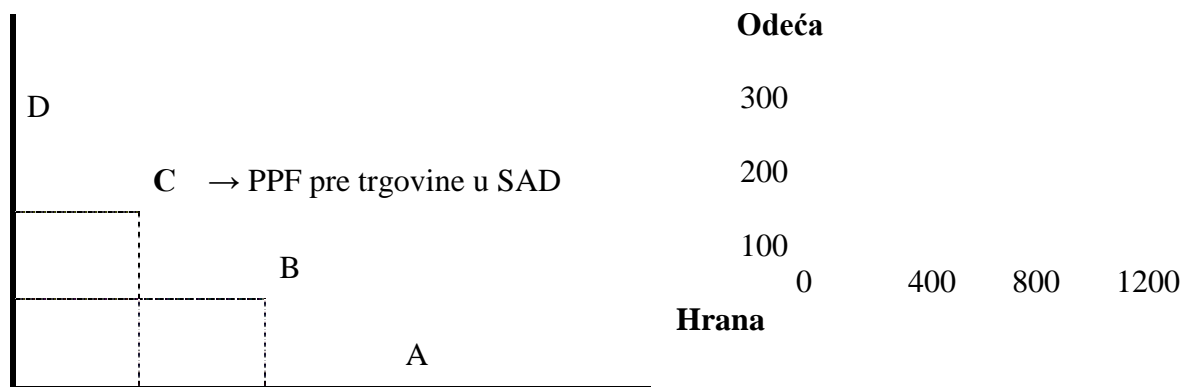 Odeća
D
300
C → PPF pre trgovine u SAD
200
B
100
0 400 800 1200
Hrana
A